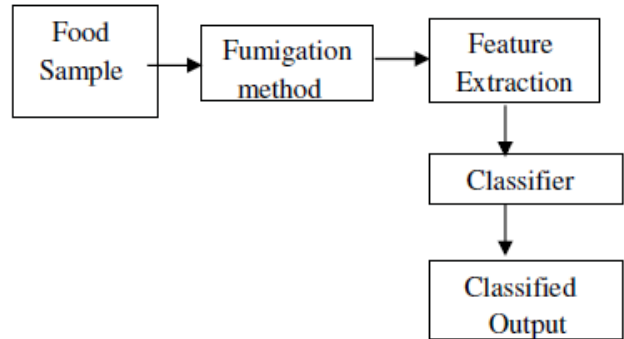 Food
Sample
Fumigation
method
Feature
Extraction
Classifier
Classified
Output